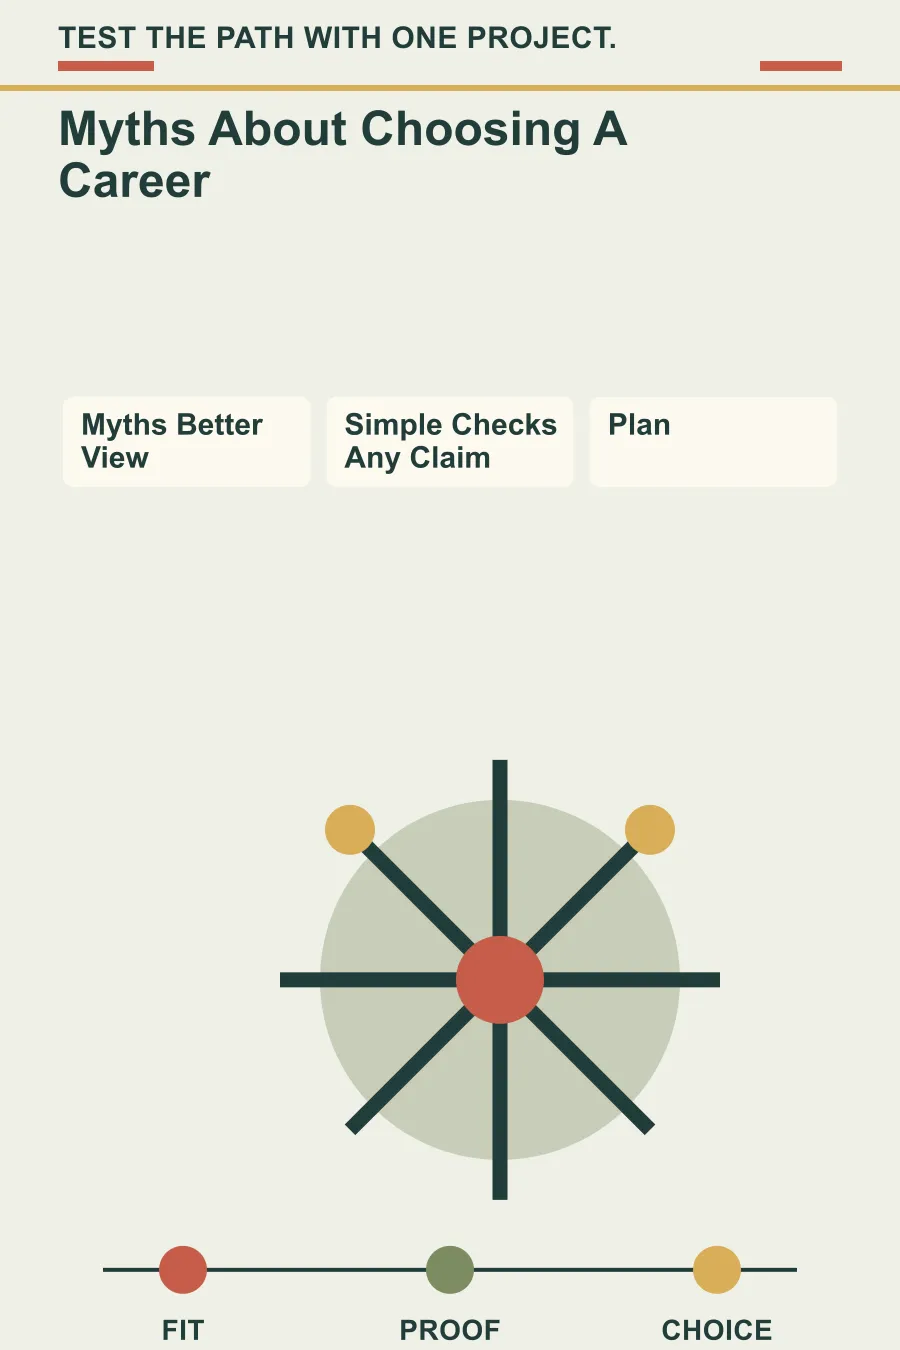 TEST THE PATH WITH ONE PROJECT.
Myths About Choosing A
Career
Myths Better
View
Simple Checks
Any Claim
Plan
FIT
PROOF
CHOICE